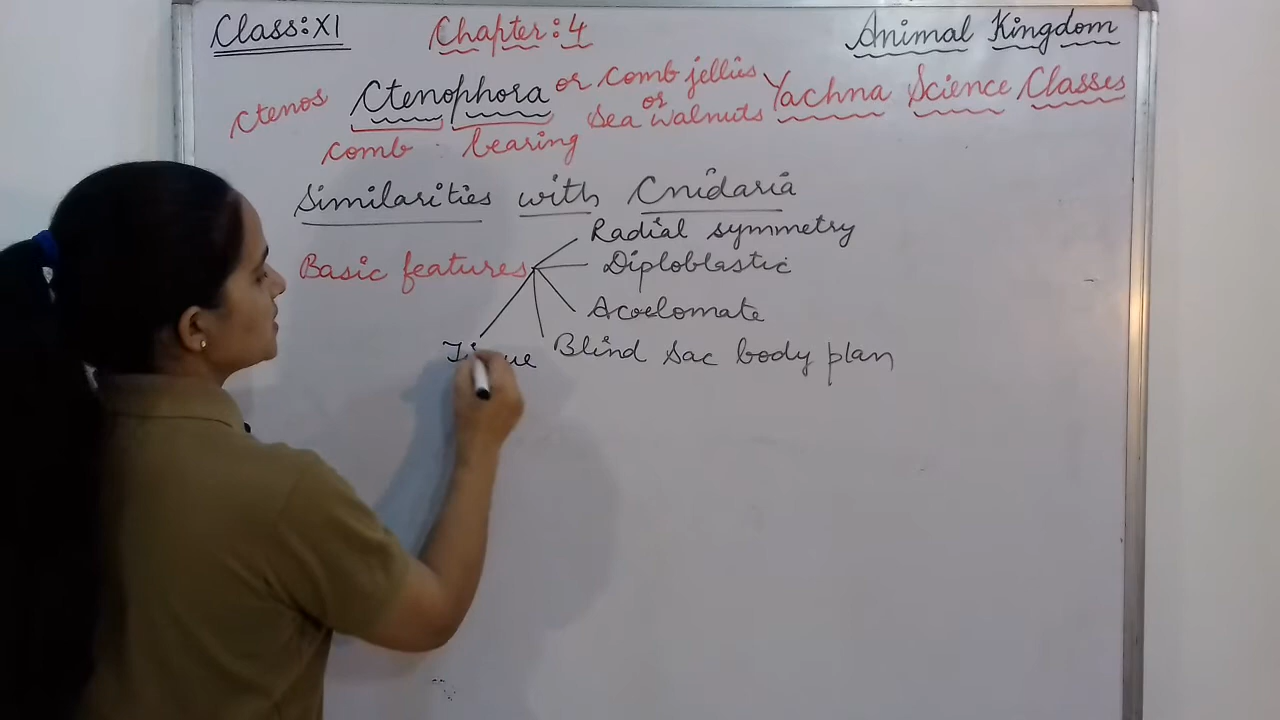 Class:XI Chapter:4 Animal Kingdom
Ctenos Ctenophora or Comb jellies Yachna Science Classes
or
Sea walnuts
comb bearing
Similarities with Cnidaria
Radial symmetry
Basic features Diploblastic
Acoelomate
Blind Sac body plan